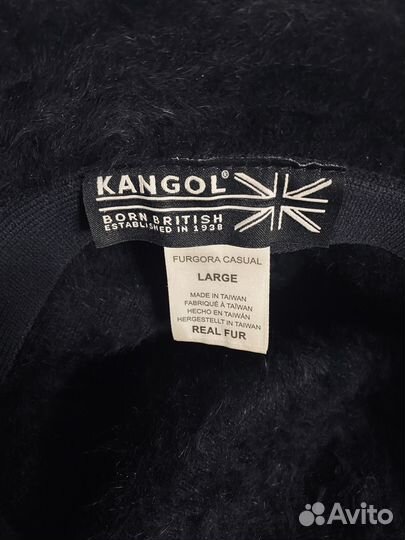 KANGOL®
BORN BRITISH
ESTABLISHED IN 1938
FURGORA CASUAL
LARGE
MADE IN TAIWAN
FABRIQUÉ À TAIWAN
HECHO EN TAIWÁN
HERGESTELLT IN TAIWAN
REAL FUR
Avito